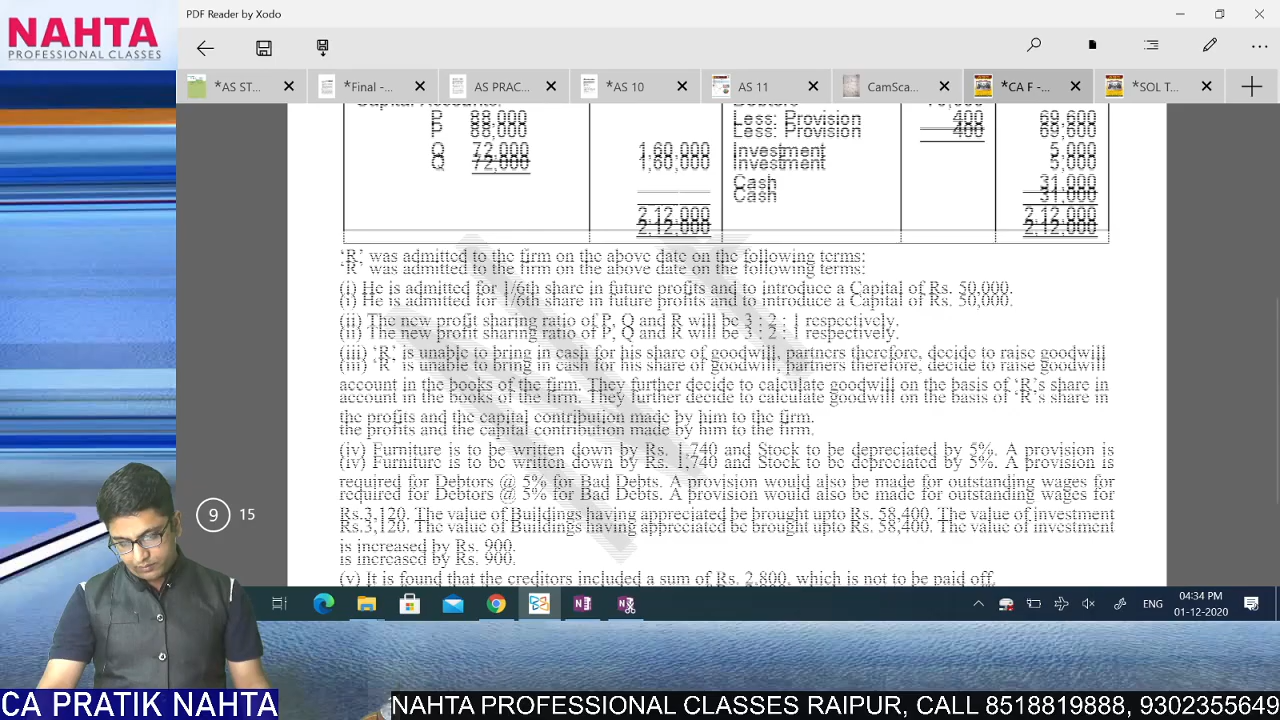 NAHTA
PROFESSIONAL CLASSES
PDF Reader by Xodo
*AS ST...
*Final -...
AS PRAC...
*AS 10
AS 11
CamSca...
*CA F -...
*SOL T...
Capital Accounts:
P 88,000
Less: Provision 400 69,600
Q 72,000 1,60,000 Investment 5,000
Cash 31,000
2,12,000 2,12,000
‘R’ was admitted to the firm on the above date on the following terms:
(i) He is admitted for 1/6th share in future profits and to introduce a Capital of Rs. 50,000.
(ii) The new profit sharing ratio of P, Q and R will be 3 : 2 : 1 respectively.
(iii) ‘R’ is unable to bring in cash for his share of goodwill, partners therefore, decide to raise goodwill
account in the books of the firm. They further decide to calculate goodwill on the basis of ‘R’s share in
the profits and the capital contribution made by him to the firm.
(iv) Furniture is to be written down by Rs. 1,740 and Stock to be depreciated by 5%. A provision is
required for Debtors @ 5% for Bad Debts. A provision would also be made for outstanding wages for
Rs.3,120. The value of Buildings having appreciated be brought upto Rs. 58,400. The value of investment
is increased by Rs. 900.
(v) It is found that the creditors included a sum of Rs. 2,800, which is not to be paid off.
9 15
ENG
04:34 PM
01-12-2020
CA PRATIK NAHTA
NAHTA PROFESSIONAL CLASSES RAIPUR, CALL 8518819888, 9302355649